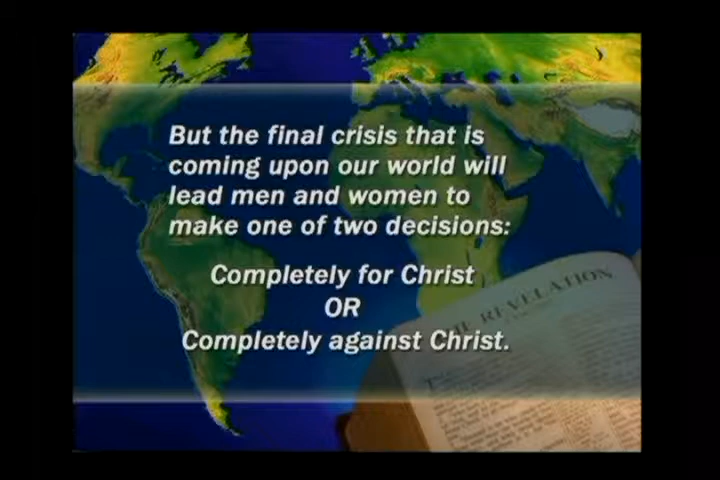 But the final crisis that is
coming upon our world will
lead men and women to
make one of two decisions:
Completely for Christ
OR
Completely against Christ.
THE REVELATION